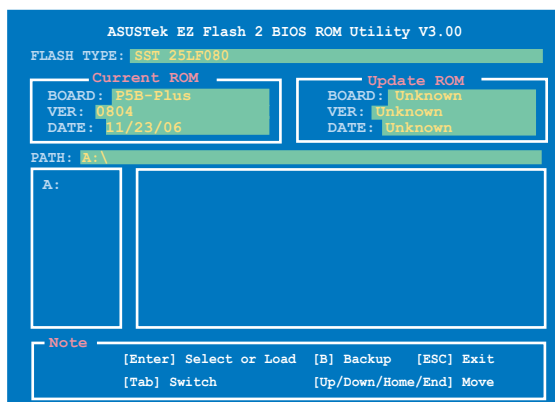 ASUSTek EZ Flash 2 BIOS ROM Utility V3.00
FLASH TYPE: SST 25LF080
Current ROM
BOARD: P5B-Plus
VER: 0804
DATE: 11/23/06
Update ROM
BOARD: Unknown
VER: Unknown
DATE: Unknown
PATH: A:\
A:
Note
[Enter] Select or Load [B] Backup [ESC] Exit
[Tab] Switch [Up/Down/Home/End] Move